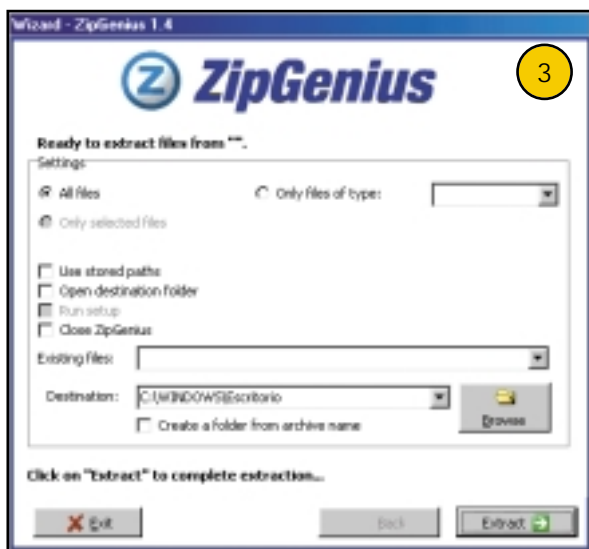 Wizard - ZipGenius 1.4
Z ZipGenius
3
Ready to extract files from "".
Settings
All files Only files of type:
Only selected files
Use stored paths
Open destination folder
Run setup
Close ZipGenius
Existing files:
Destination: C:\WINDOWS\Escritorio
Browse
Create a folder from archive name
Click on "Extract" to complete extraction...
Exit Back Extract